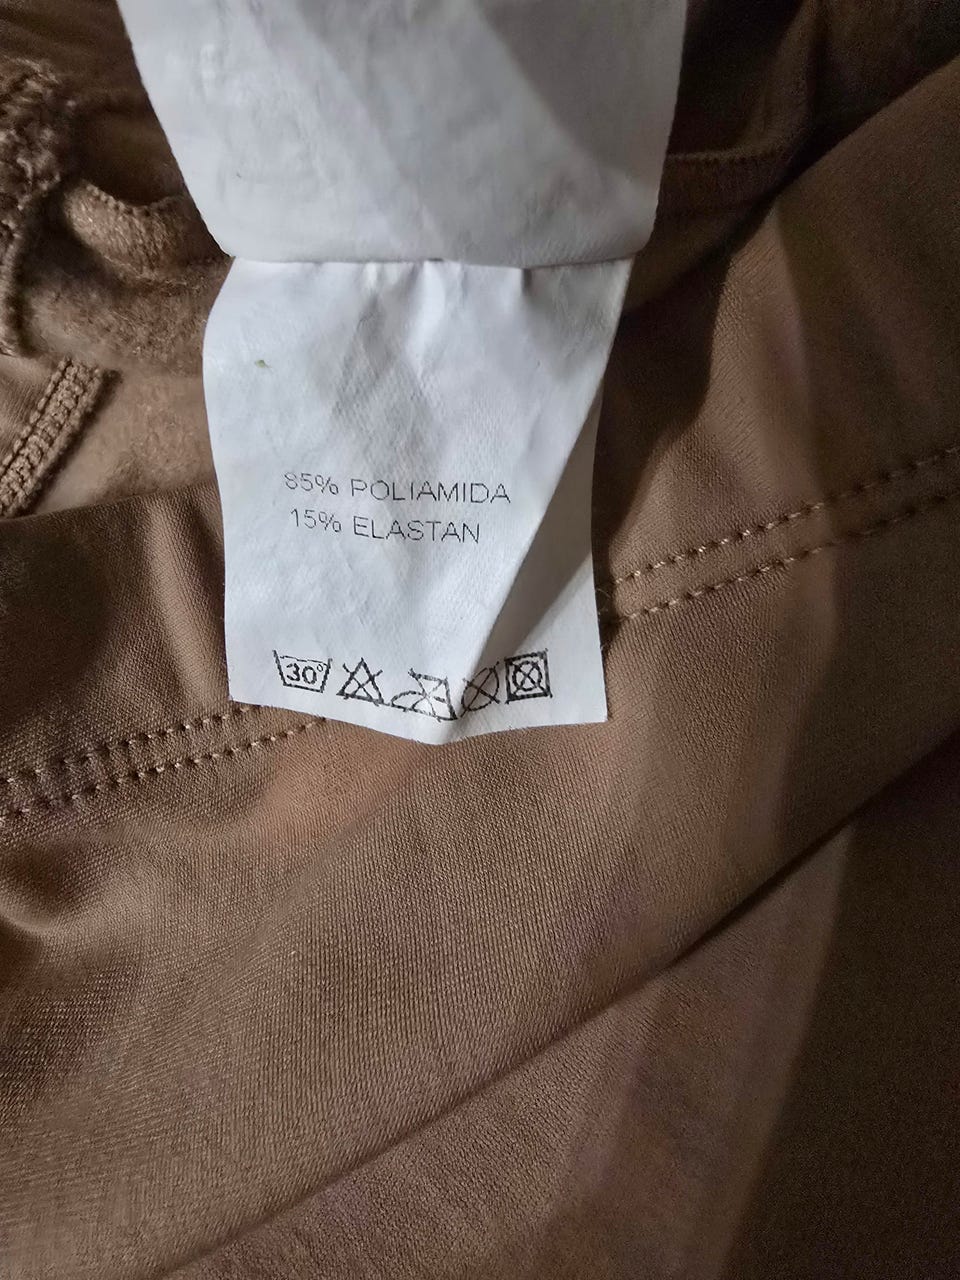 85% POLIAMIDA
15% ELASTAN
30°